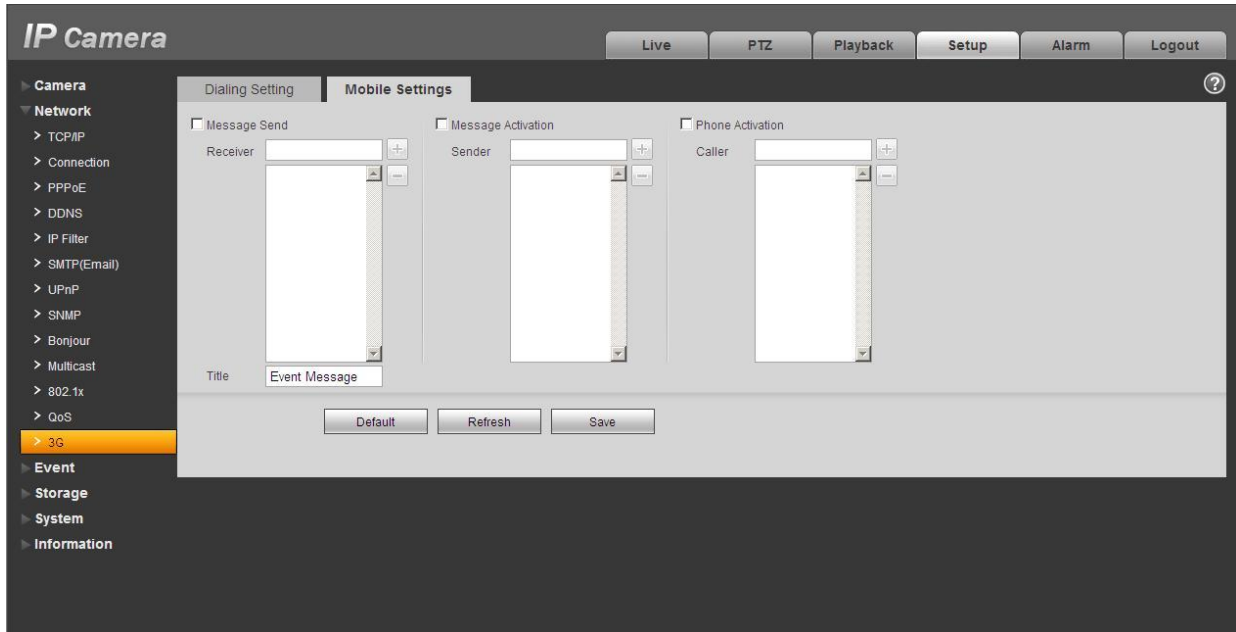 IP Camera
Live PTZ Playback Setup Alarm Logout
Camera
Network
> TCP/IP
> Connection
> PPPoE
> DDNS
> IP Filter
> SMTP(Email)
> UPnP
> SNMP
> Bonjour
> Multicast
> 802.1x
> QoS
> 3G
Event
Storage
System
Information
Dialing Setting Mobile Settings ?
Message Send Message Activation Phone Activation
Receiver + Sender + Caller +
- - -
Title Event Message
Default Refresh Save